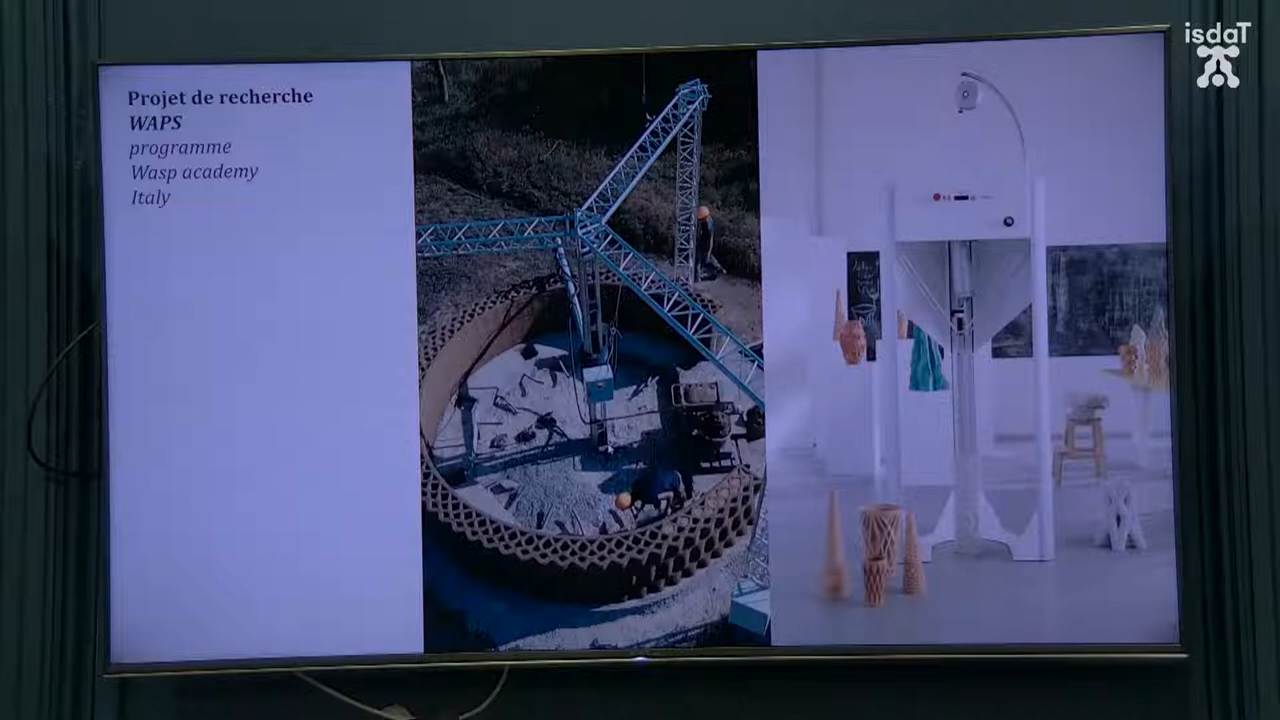 Projet de recherche
WAPS
programme
Wasp academy
Italy
isdaT